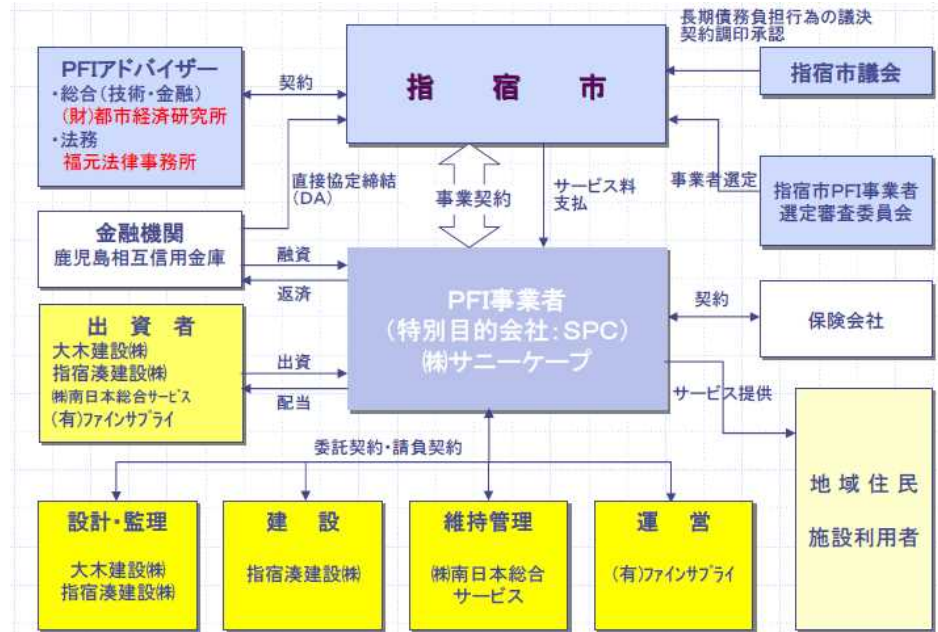 長期債務負担行為の議決
契約調印承認
PFIアドバイザー
・総合(技術・金融)
(財)都市経済研究所
・法務
福元法律事務所
契約
指宿市
指宿市議会
直接協定締結
(DA)
事業契約
サービス料
支払
事業者選定
指宿市PFI事業者
選定審査委員会
金融機関
鹿児島相互信用金庫
融資
返済
PFI事業者
(特別目的会社:SPC)
㈱サニーケープ
契約
保険会社
出資者
大木建設㈱
指宿湊建設㈱
㈱南日本総合サービス
(有)ファインサプライ
出資
配当
サービス提供
委託契約・請負契約
地域住民
施設利用者
設計・監理
大木建設㈱
指宿湊建設㈱
建設
指宿湊建設㈱
維持管理
㈱南日本総合
サービス
運営
(有)ファインサプライ